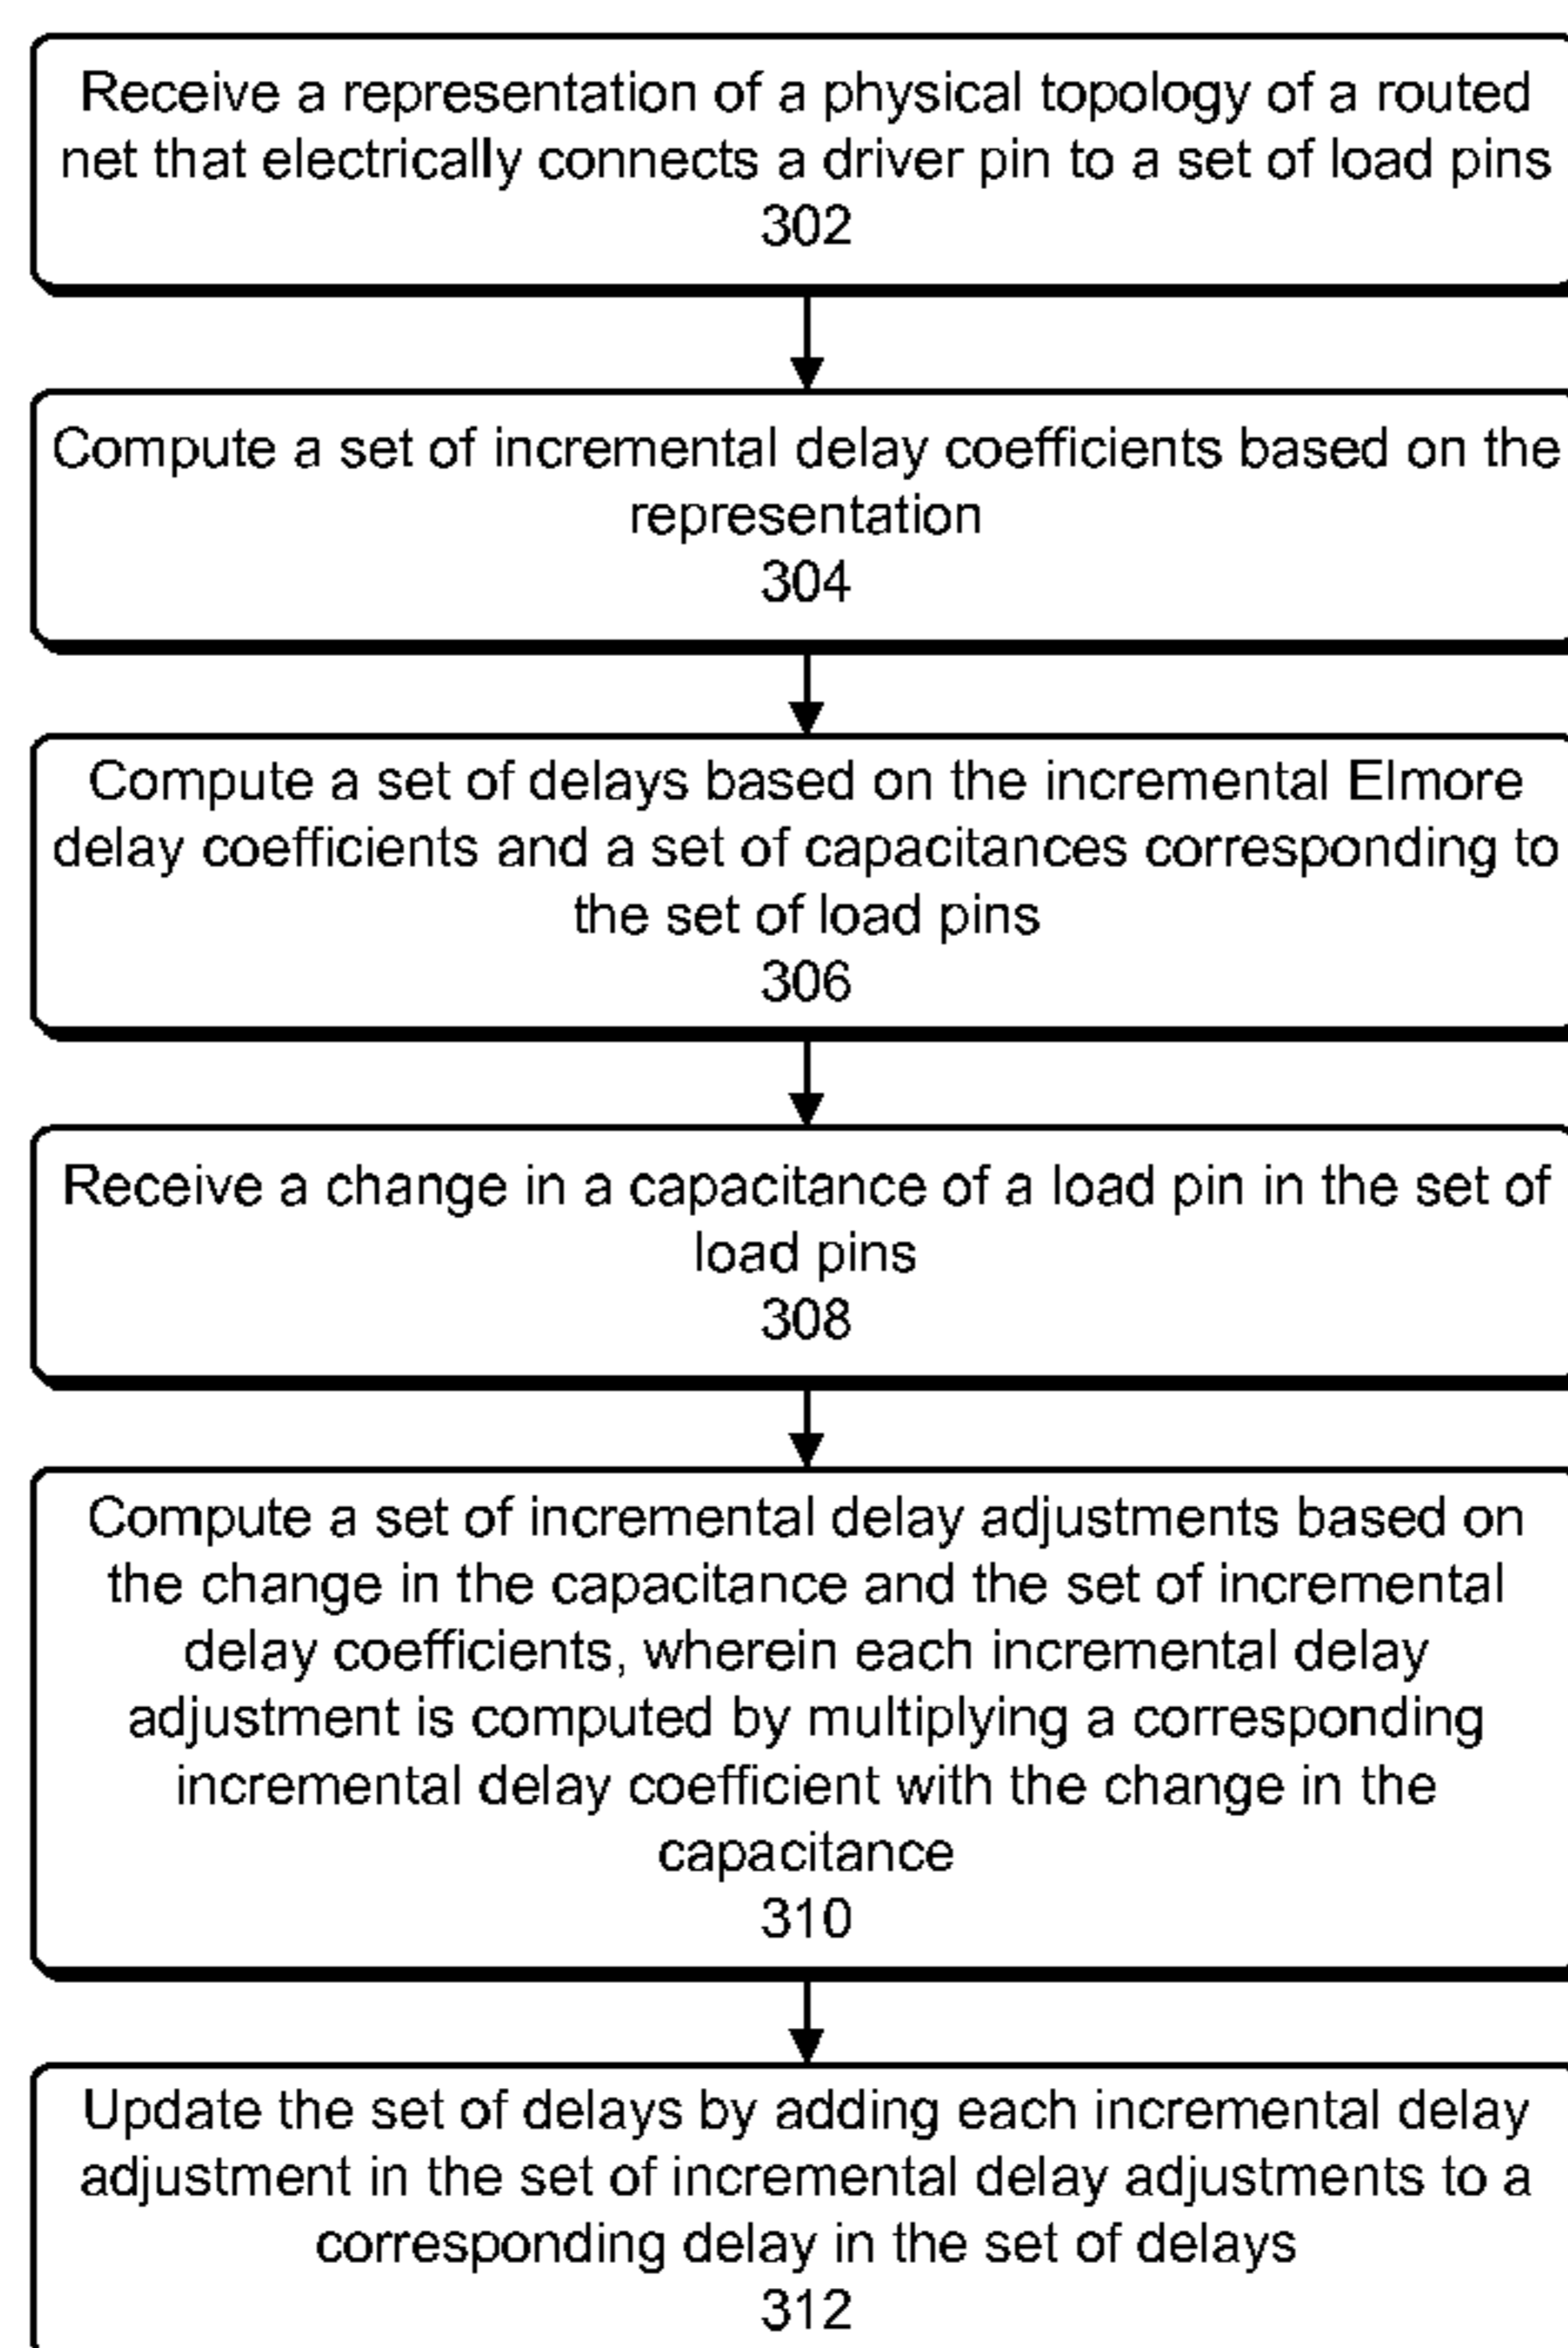 Receive a representation of a physical topology of a routed
net that electrically connects a driver pin to a set of load pins
302
Compute a set of incremental delay coefficients based on the
representation
304
Compute a set of delays based on the incremental Elmore
delay coefficients and a set of capacitances corresponding to
the set of load pins
306
Receive a change in a capacitance of a load pin in the set of
load pins
308
Compute a set of incremental delay adjustments based on
the change in the capacitance and the set of incremental
delay coefficients, wherein each incremental delay
adjustment is computed by multiplying a corresponding
incremental delay coefficient with the change in the
capacitance
310
Update the set of delays by adding each incremental delay
adjustment in the set of incremental delay adjustments to a
corresponding delay in the set of delays
312